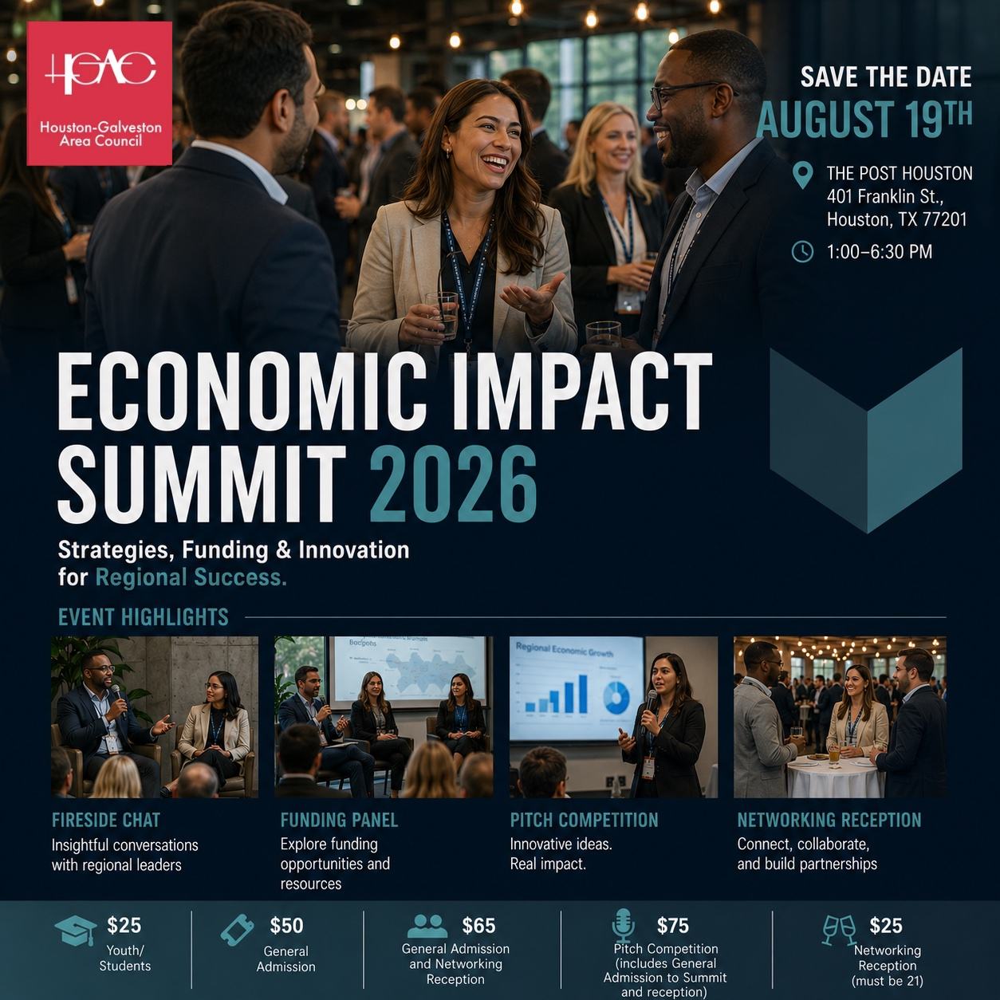 HGAC
Houston-Galveston
Area Council
SAVE THE DATE
AUGUST 19TH
THE POST HOUSTON
401 Franklin St.,
Houston, TX 77201
1:00–6:30 PM
ECONOMIC IMPACT
SUMMIT 2026
Strategies, Funding & Innovation
for Regional Success.
EVENT HIGHLIGHTS
Regional Economic Growth
FIRESIDE CHAT
Insightful conversations
with regional leaders
FUNDING PANEL
Explore funding
opportunities and
resources
PITCH COMPETITION
Innovative ideas.
Real impact.
NETWORKING RECEPTION
Connect, collaborate,
and build partnerships
$25
Youth/
Students
$50
General
Admission
$65
General Admission
and Networking
Reception
$75
Pitch Competition
(includes General
Admission to Summit
and reception)
$25
Networking
Reception
(must be 21)